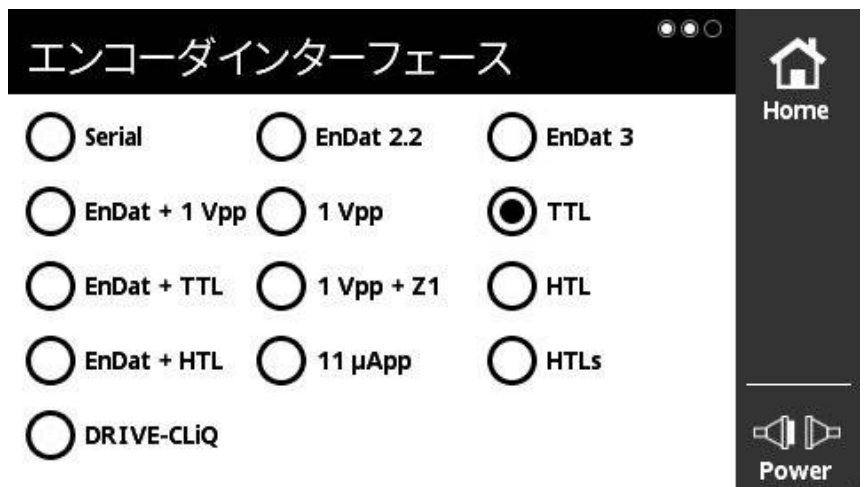 エンコーダインターフェース
Home
Serial EnDat 2.2 EnDat 3
EnDat + 1 Vpp 1 Vpp TTL
EnDat + TTL 1 Vpp + Z1 HTL
EnDat + HTL 11 µApp HTLs
DRIVE-CLiQ
Power